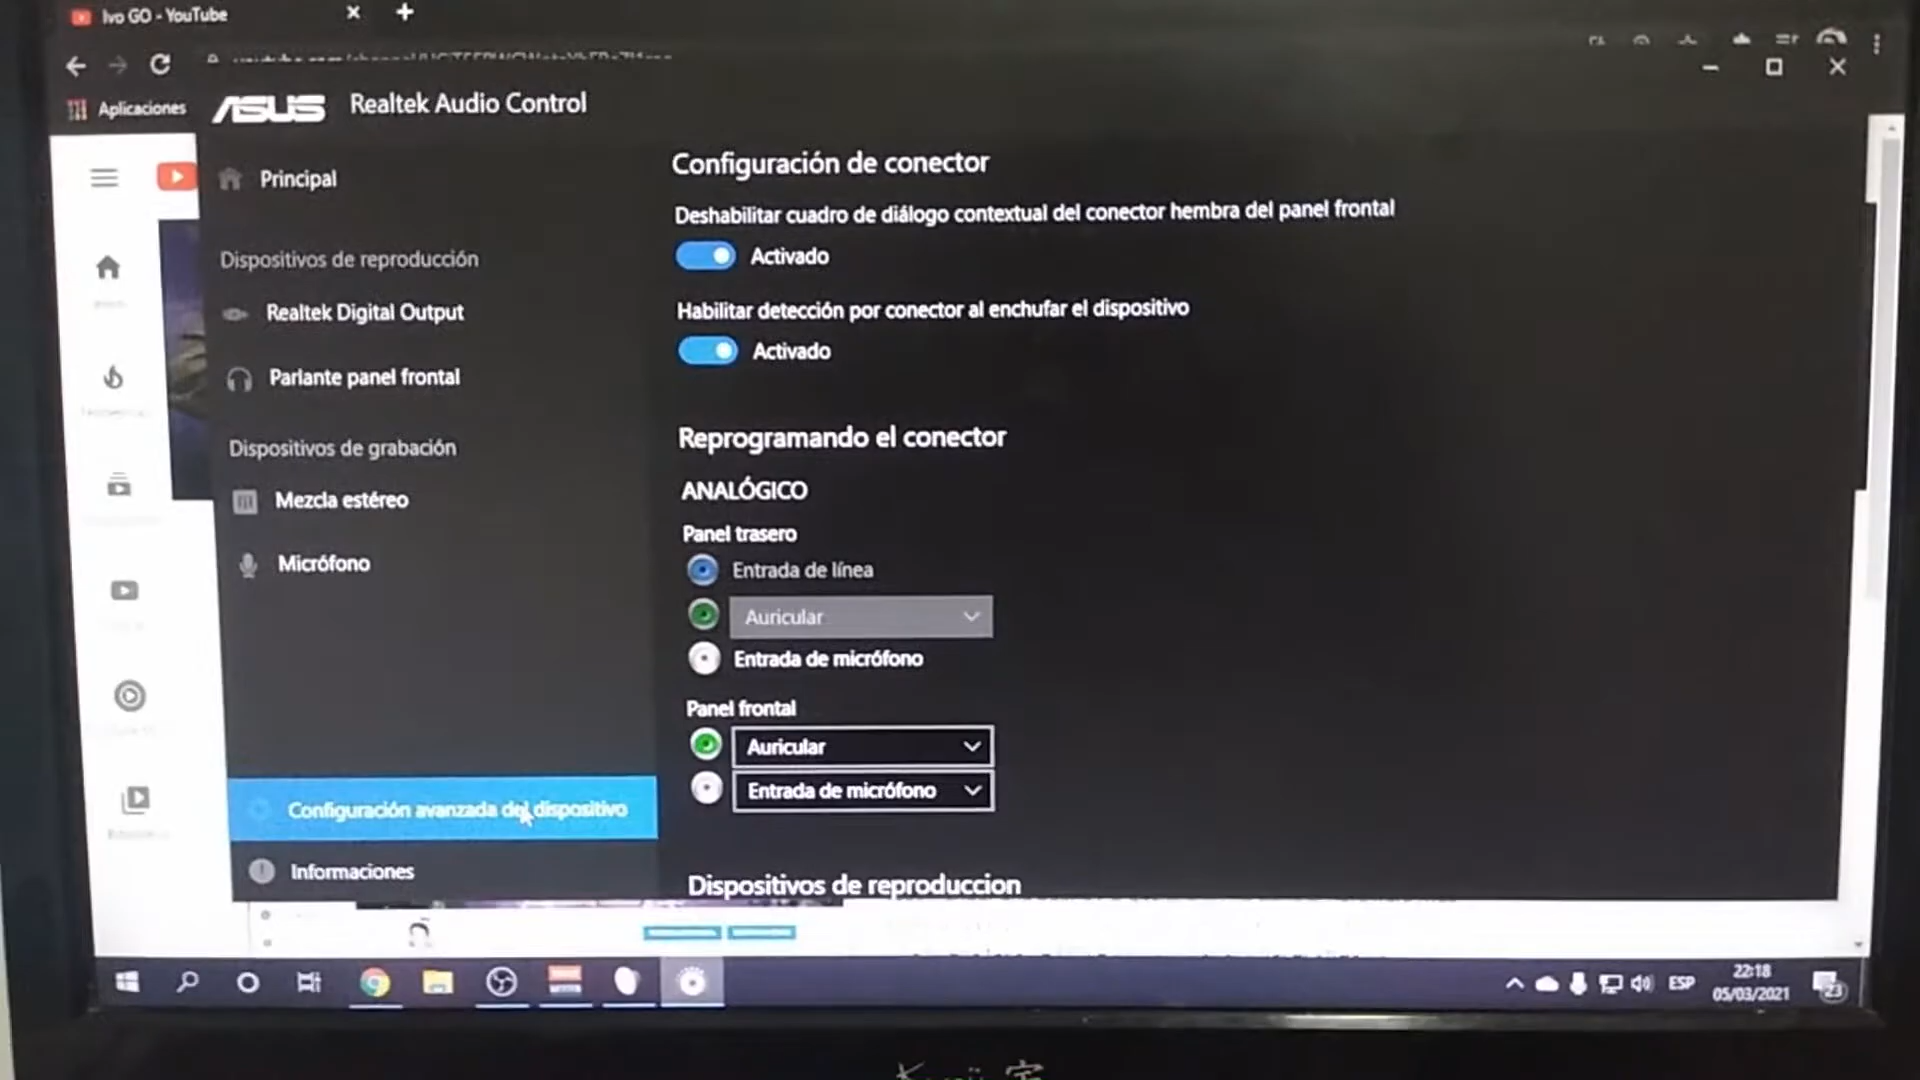 Ivo GO - YouTube
Aplicaciones
ASUS Realtek Audio Control
Principal
Dispositivos de reproducción
Realtek Digital Output
Parlante panel frontal
Dispositivos de grabación
Mezcla estéreo
Micrófono
Configuración avanzada del dispositivo
Informaciones
Configuración de conector
Deshabilitar cuadro de diálogo contextual del conector hembra del panel frontal
Activado
Habilitar detección por conector al enchufar el dispositivo
Activado
Reprogramando el conector
ANALÓGICO
Panel trasero
Entrada de línea
Auricular
Entrada de micrófono
Panel frontal
Auricular
Entrada de micrófono
Dispositivos de reproduccion
ESP
22:18
05/03/2021
23